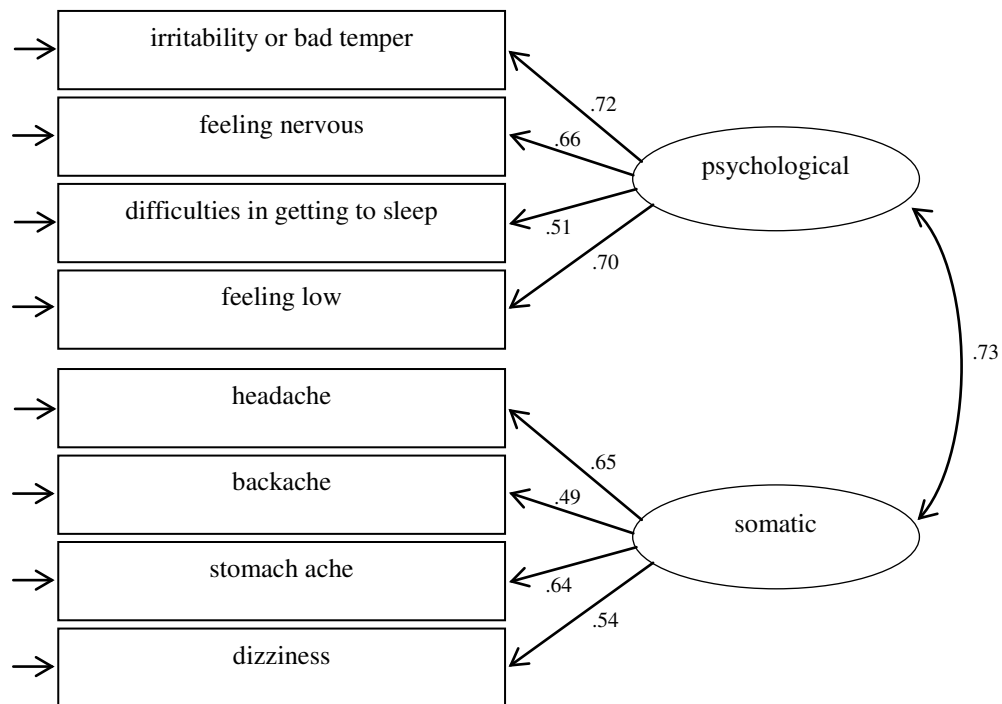 irritability or bad temper
.72
feeling nervous
.66
psychological
difficulties in getting to sleep
.51
.70
feeling low
.73
headache
.65
backache
.49
somatic
stomach ache
.64
.54
dizziness